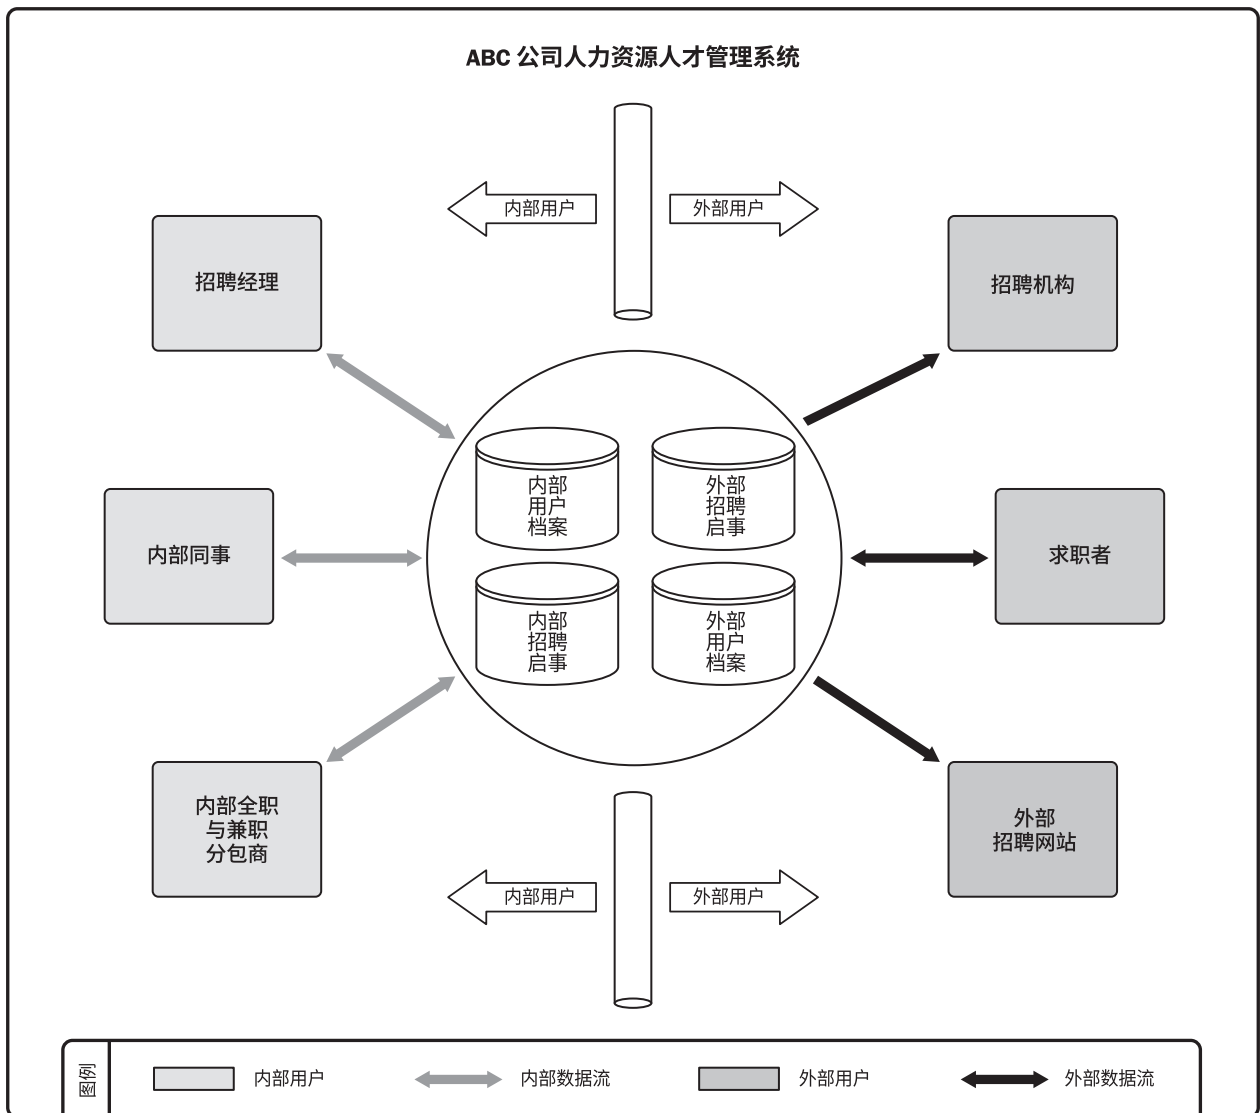 ABC 公司人力资源人才管理系统
内部用户
外部用户
招聘经理
招聘机构
内部
用户
档案
外部
招聘
启事
内部同事
求职者
内部
招聘
启事
外部
用户
档案
内部全职
与兼职
分包商
外部
招聘网站
内部用户
外部用户
图例
内部用户
内部数据流
外部用户
外部数据流